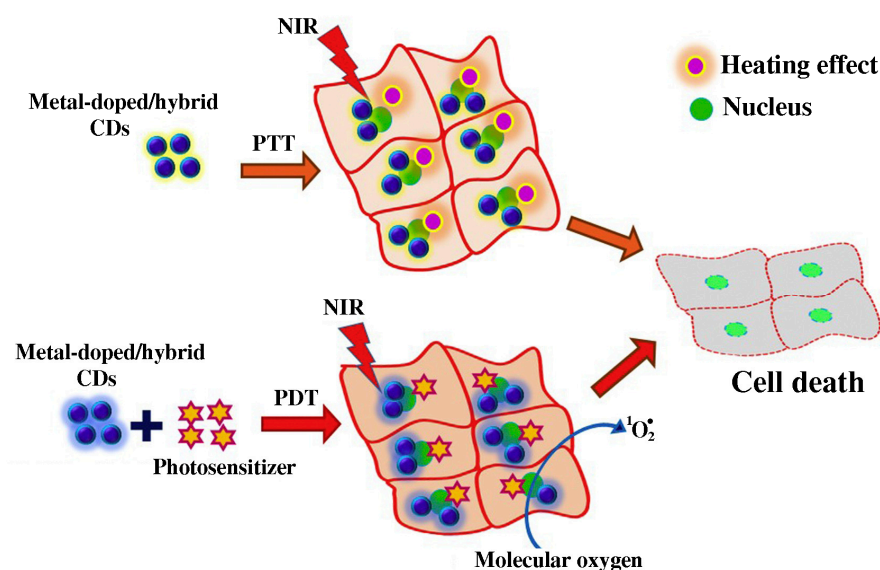 NIR
Heating effect
Nucleus
Metal-doped/hybrid
CDs
PTT
NIR
Metal-doped/hybrid
CDs
PDT
Photosensitizer
¹O₂•
Cell death
Molecular oxygen